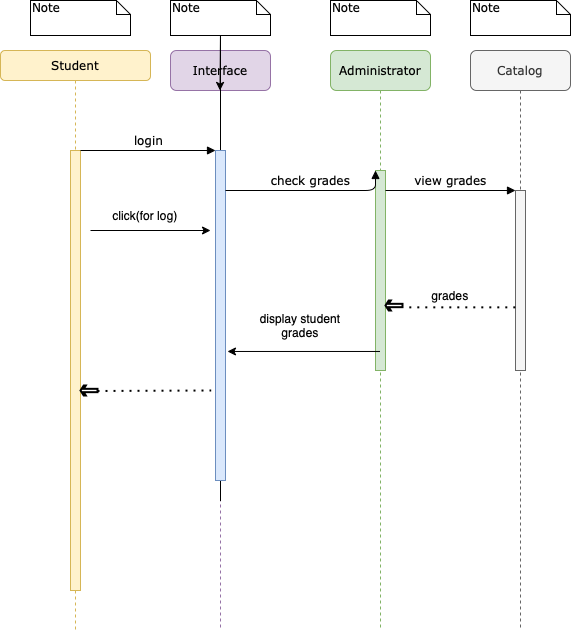 Note
Note
Note
Note
Student
Interface
Administrator
Catalog
login
check grades
view grades
click(for log)
grades
display student
grades